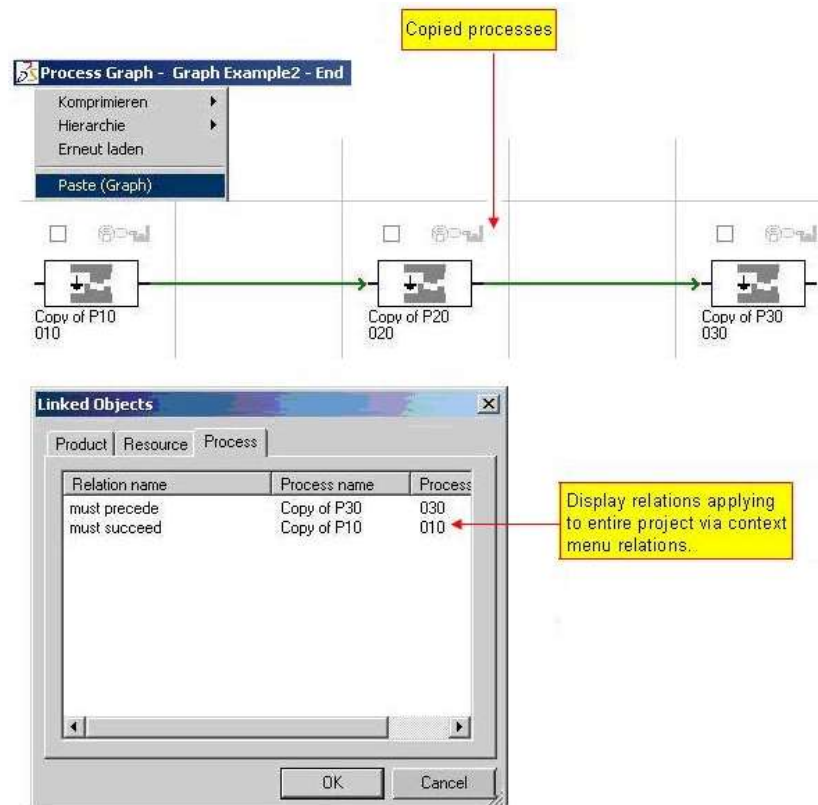 Copied processes
Process Graph - Graph Example2 - End
Komprimieren
Hierarchie
Erneut laden
Paste (Graph)
Copy of P10
010
Copy of P20
020
Copy of P30
030
Linked Objects
Product Resource Process
Relation name Process name Process
must precede Copy of P30 030
must succeed Copy of P10 010
Display relations applying
to entire project via context
menu relations.
OK Cancel